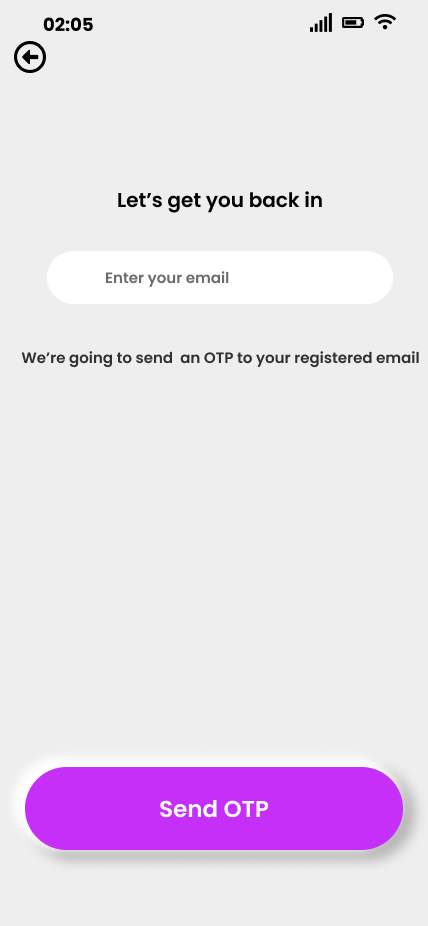 02:05
Let’s get you back in
Enter your email
We’re going to send  an OTP to your registered email
Send OTP